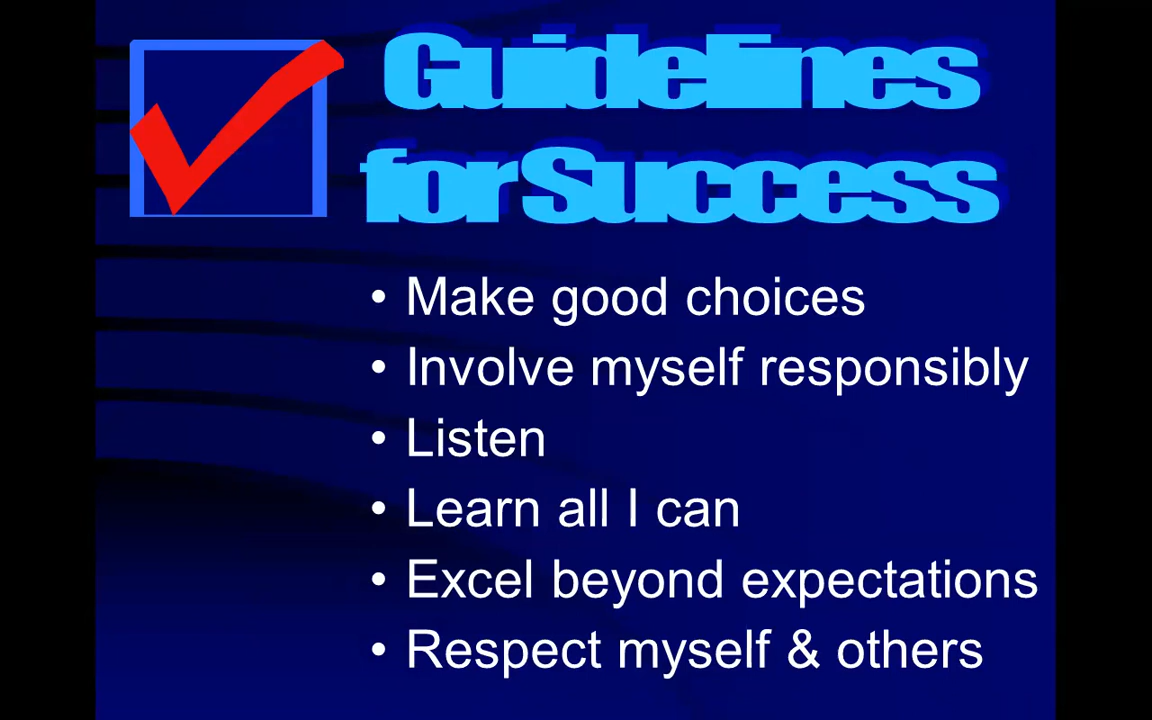 Guidelines
for Success
• Make good choices
• Involve myself responsibly
• Listen
• Learn all I can
• Excel beyond expectations
• Respect myself & others